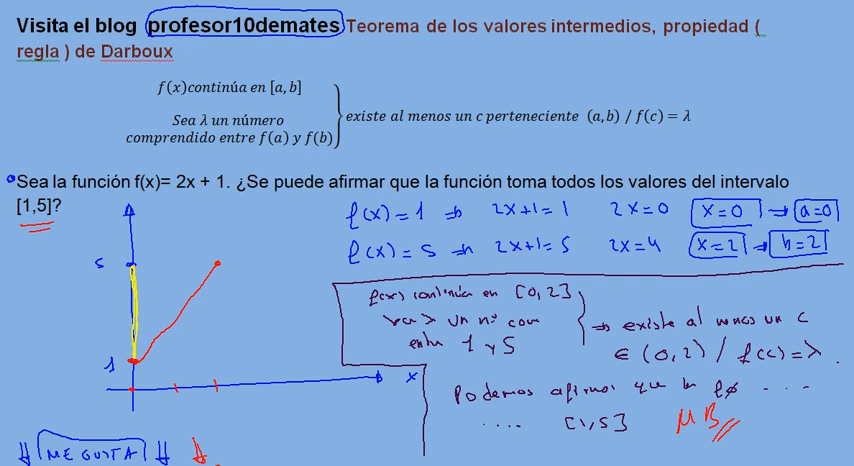 Visita el blog profesor10demates Teorema de los valores intermedios, propiedad (
regla ) de Darboux
f(x)continúa en [a,b]
Sea λ un número
comprendido entre f(a) y f(b)
existe al menos un c perteneciente (a,b) / f(c) = λ
Sea la función f(x)= 2x + 1. ¿Se puede afirmar que la función toma todos los valores del intervalo
[1,5]?
f(x) = 1 ⇒ 2x+1 = 1 2x = 0 x=0 ⇒ a=0
f(x) = 5 ⇒ 2x+1 = 5 2x = 4 x=2 ⇒ b=2
5
1
x
f(x) continúa en [0,2]
sea λ un nº com
entre 1 y 5
⇒ existe al menos un c
∈ (0,2) / f(c) = λ .
Podemos afirmar que la fø ....
.... [1,5] MB
ME GUSTA